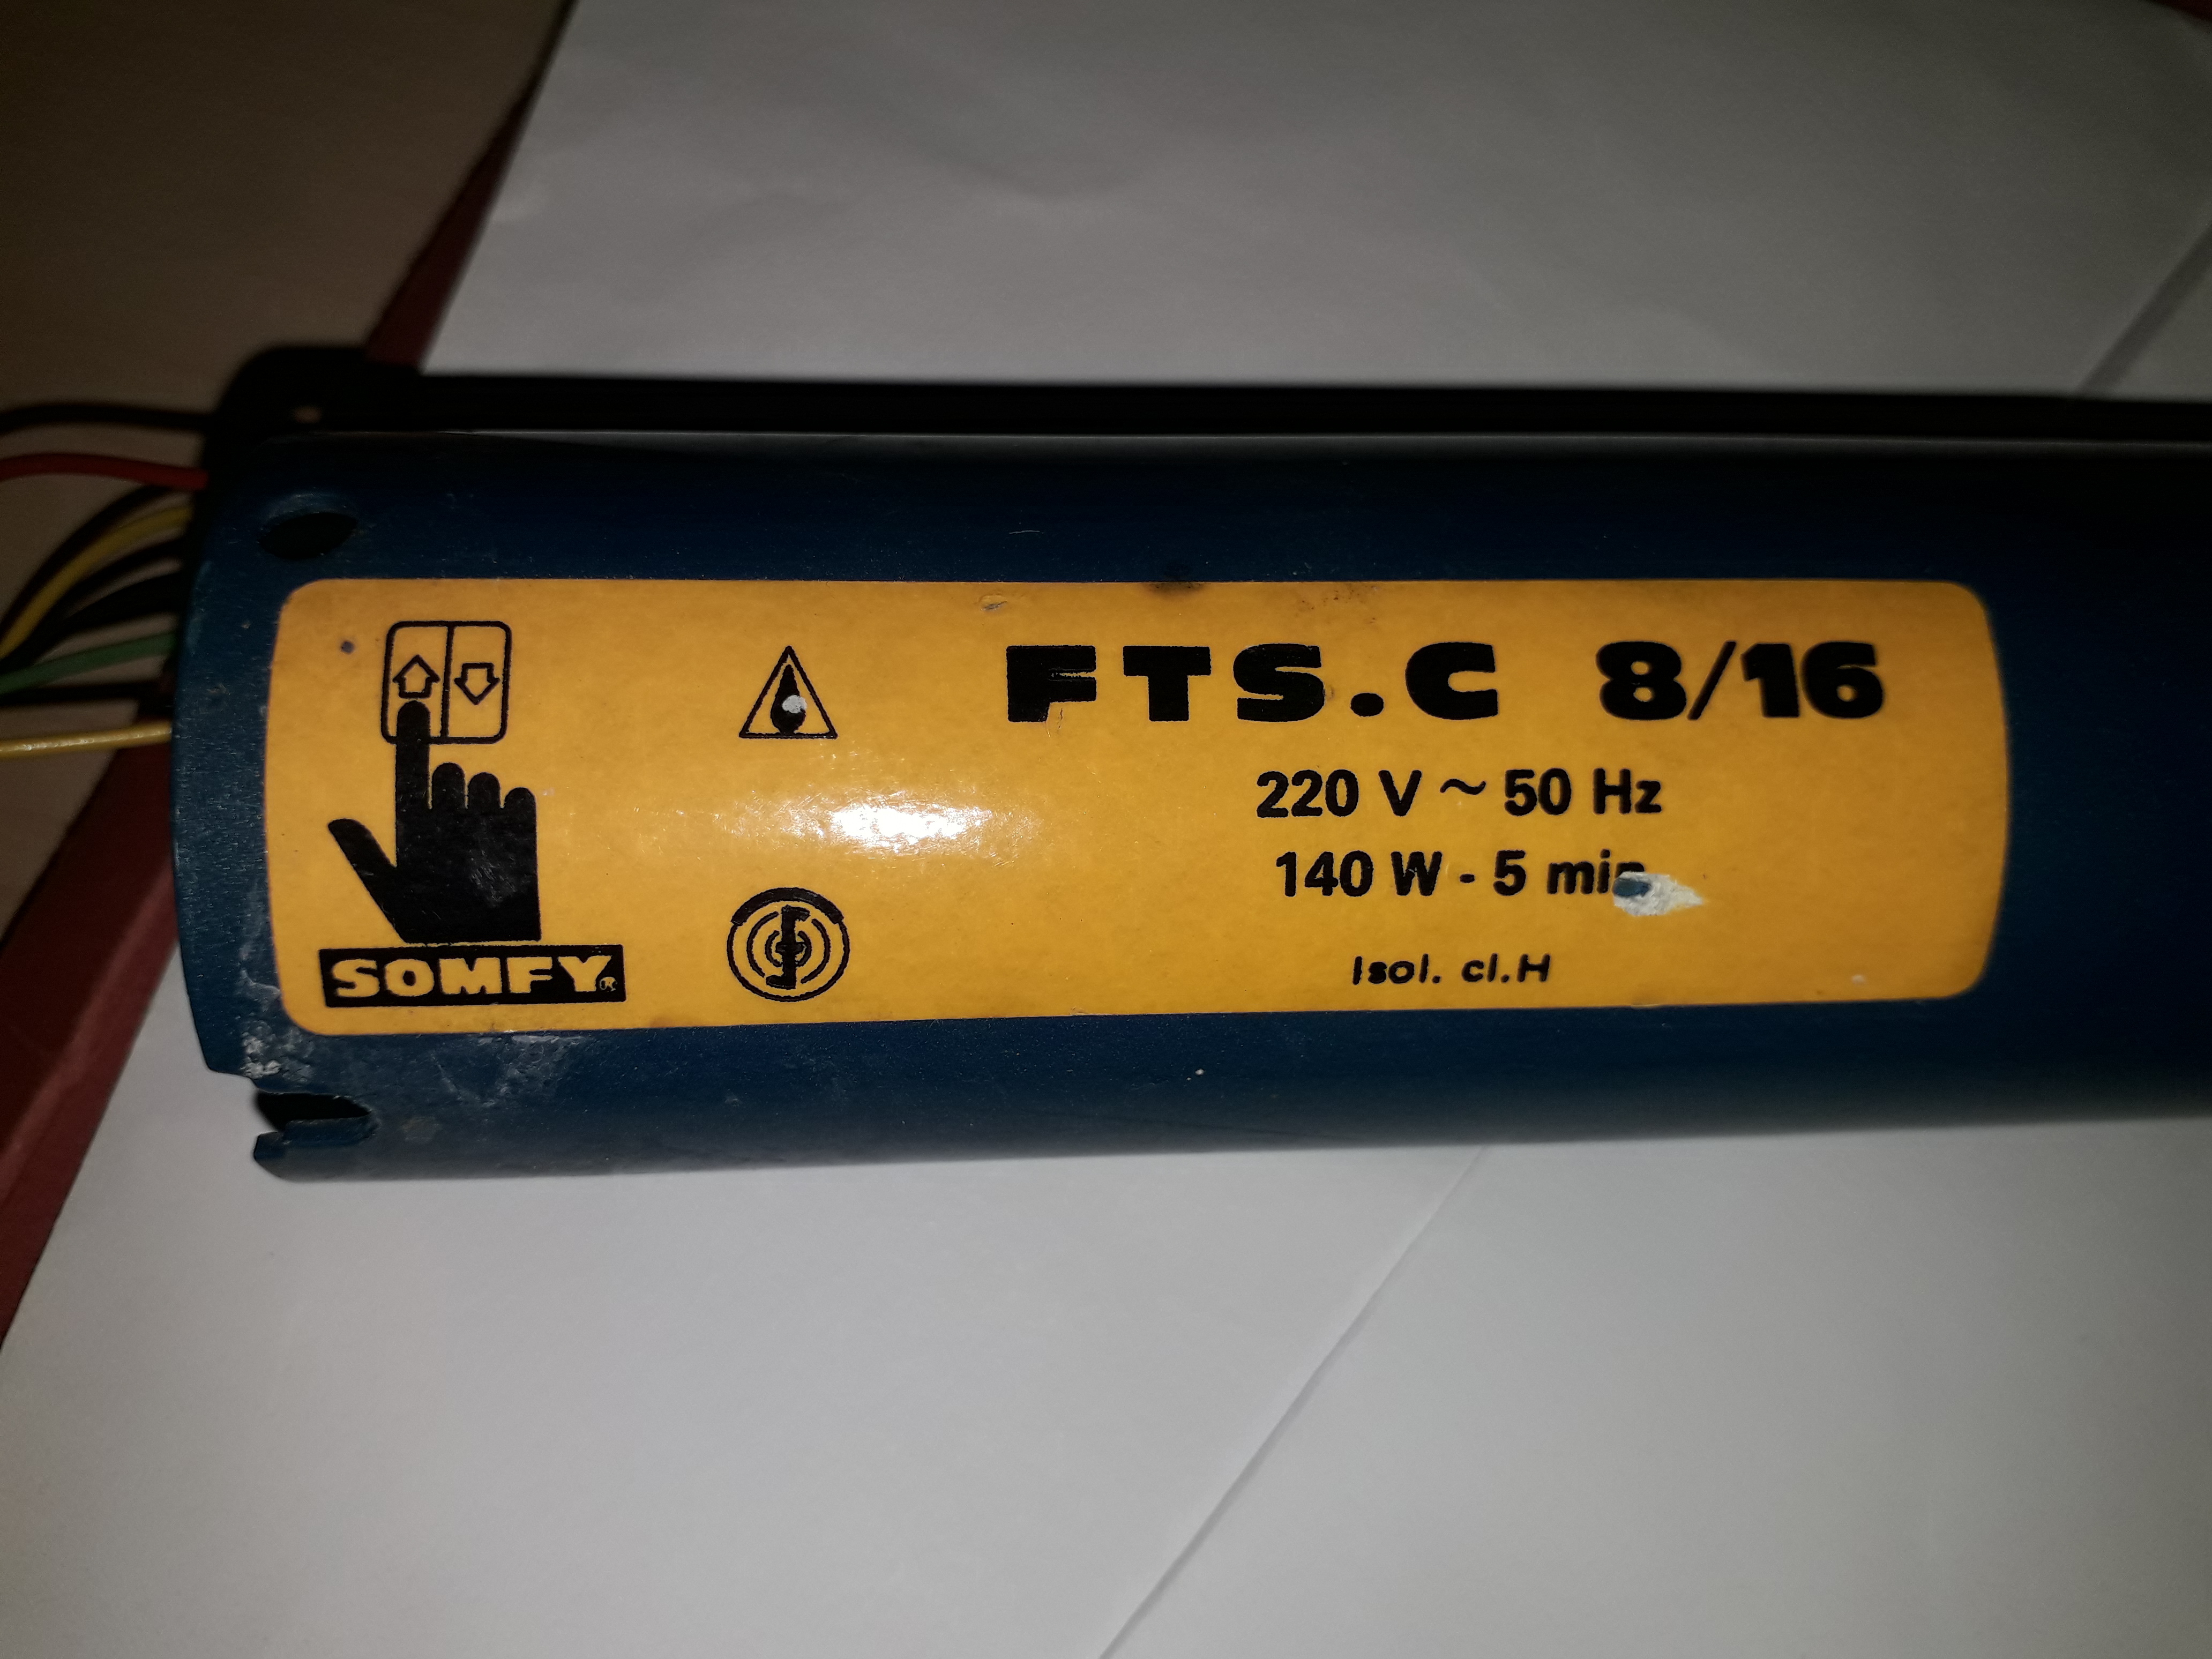 FTS.C 8/16
220 V ~ 50 Hz
140 W - 5 min
Isol. cl.H
SOMFY®